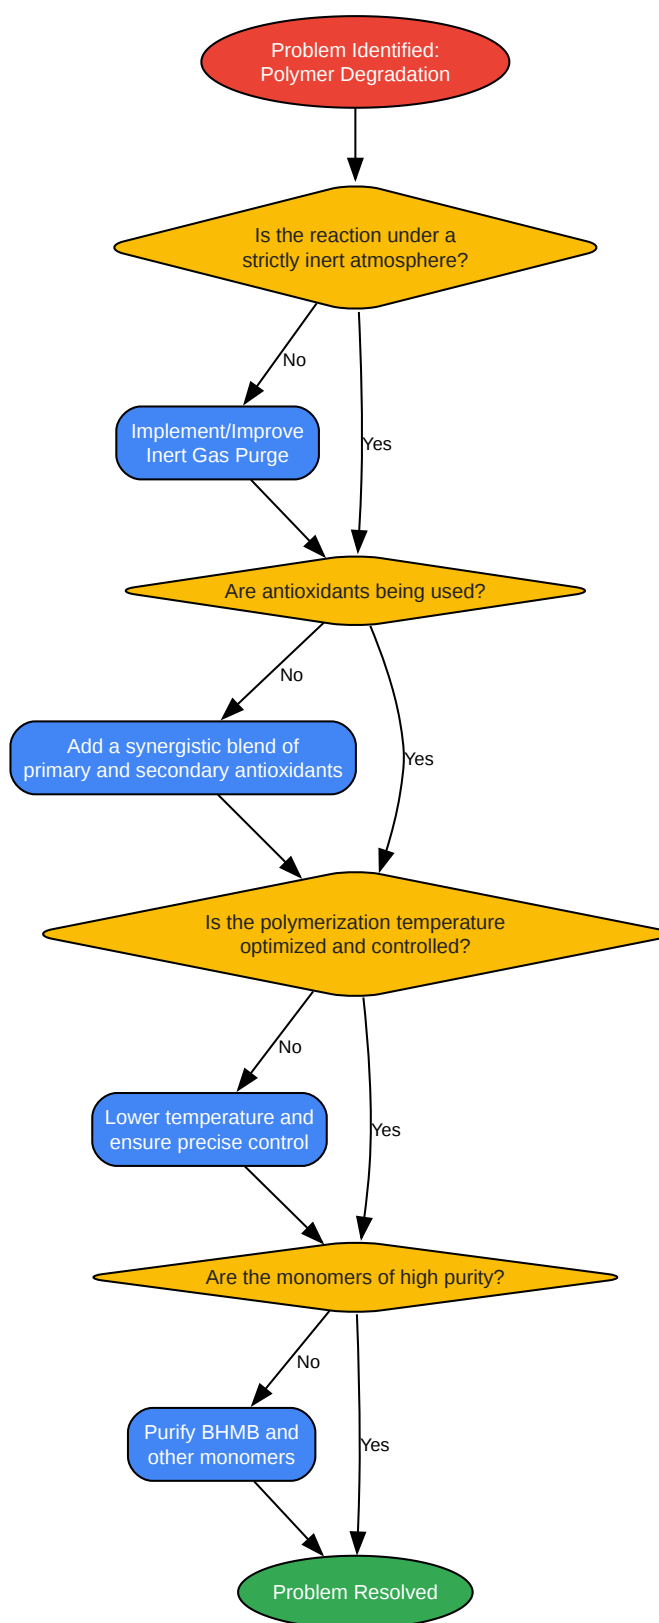 Problem Identified:
Polymer Degradation
Is the reaction under a
strictly inert atmosphere?
No
Implement/Improve
Inert Gas Purge
Yes
Are antioxidants being used?
No
Add a synergistic blend of
primary and secondary antioxidants
Yes
Is the polymerization temperature
optimized and controlled?
No
Lower temperature and
ensure precise control
Yes
Are the monomers of high purity?
No
Purify BHMB and
other monomers
Yes
Problem Resolved